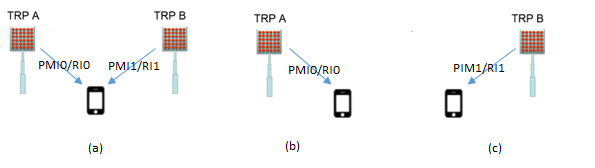 TRP A
TRP B
PMI0/RI0
PMI1/RI1
(a)
TRP A
PMI0/RI0
(b)
TRP B
PIM1/RI1
(c)